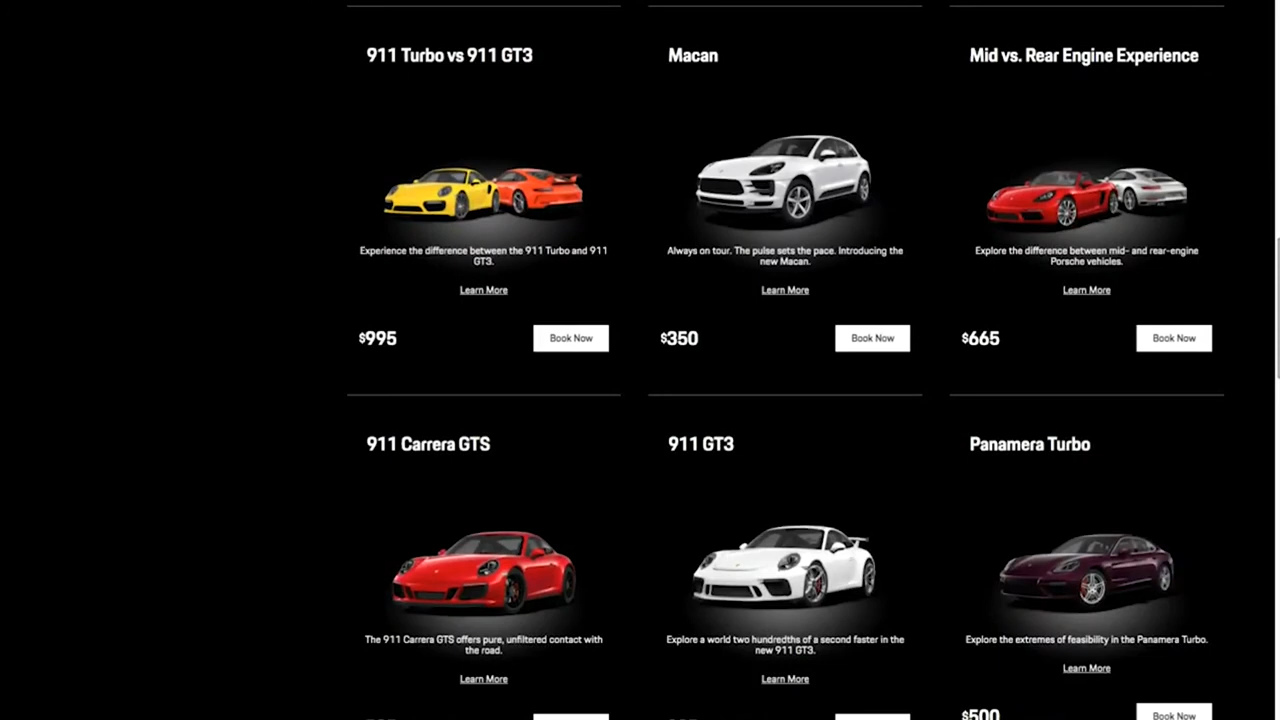 911 Turbo vs 911 GT3
Macan
Mid vs. Rear Engine Experience
Experience the difference between the 911 Turbo and 911
GT3.
Always on tour. The pulse sets the pace. Introducing the
new Macan.
Explore the difference between mid- and rear-engine
Porsche vehicles.
Learn More
Learn More
Learn More
$995
Book Now
$350
Book Now
$665
Book Now
911 Carrera GTS
911 GT3
Panamera Turbo
The 911 Carrera GTS offers pure, unfiltered contact with
the road.
Explore a world two hundredths of a second faster in the
new 911 GT3.
Explore the extremes of feasibility in the Panamera Turbo.
Learn More
Learn More
Learn More
$500
Book Now